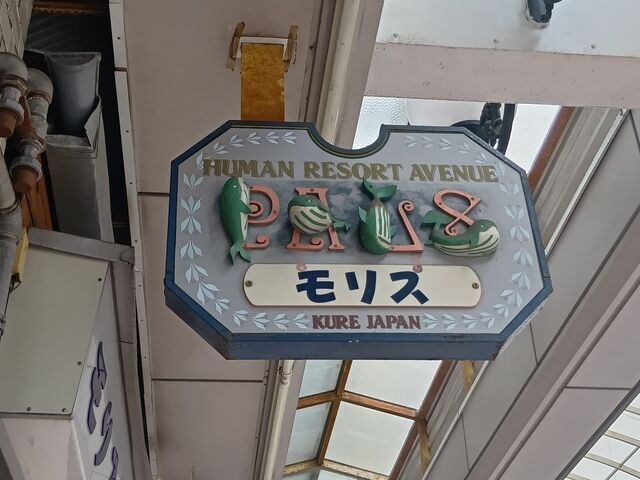 HUMAN RESORT AVENUE
モリス
KURE JAPAN